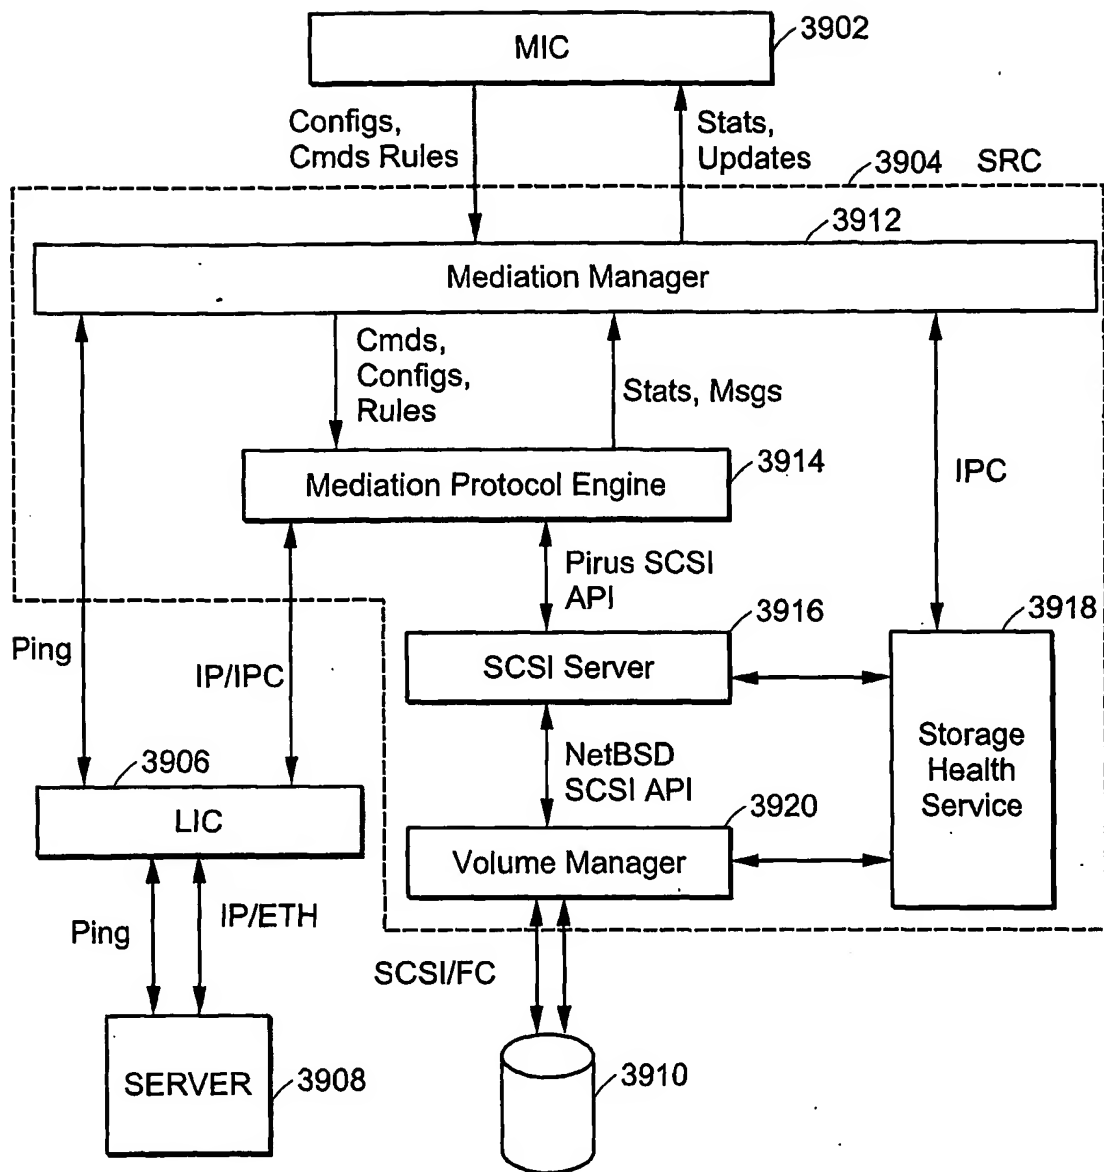 3902
MIC
Configs,
Cmds Rules
Stats,
Updates
3904 SRC
3912
Mediation Manager
Cmds,
Configs,
Rules
Stats, Msgs
3914
Mediation Protocol Engine
IPC
Pirus SCSI
API
3916
3918
Ping
IP/IPC
SCSI Server
Storage
Health
Service
3906
NetBSD
SCSI API
LIC
3920
Volume Manager
Ping
IP/ETH
SCSI/FC
SERVER
3908
3910